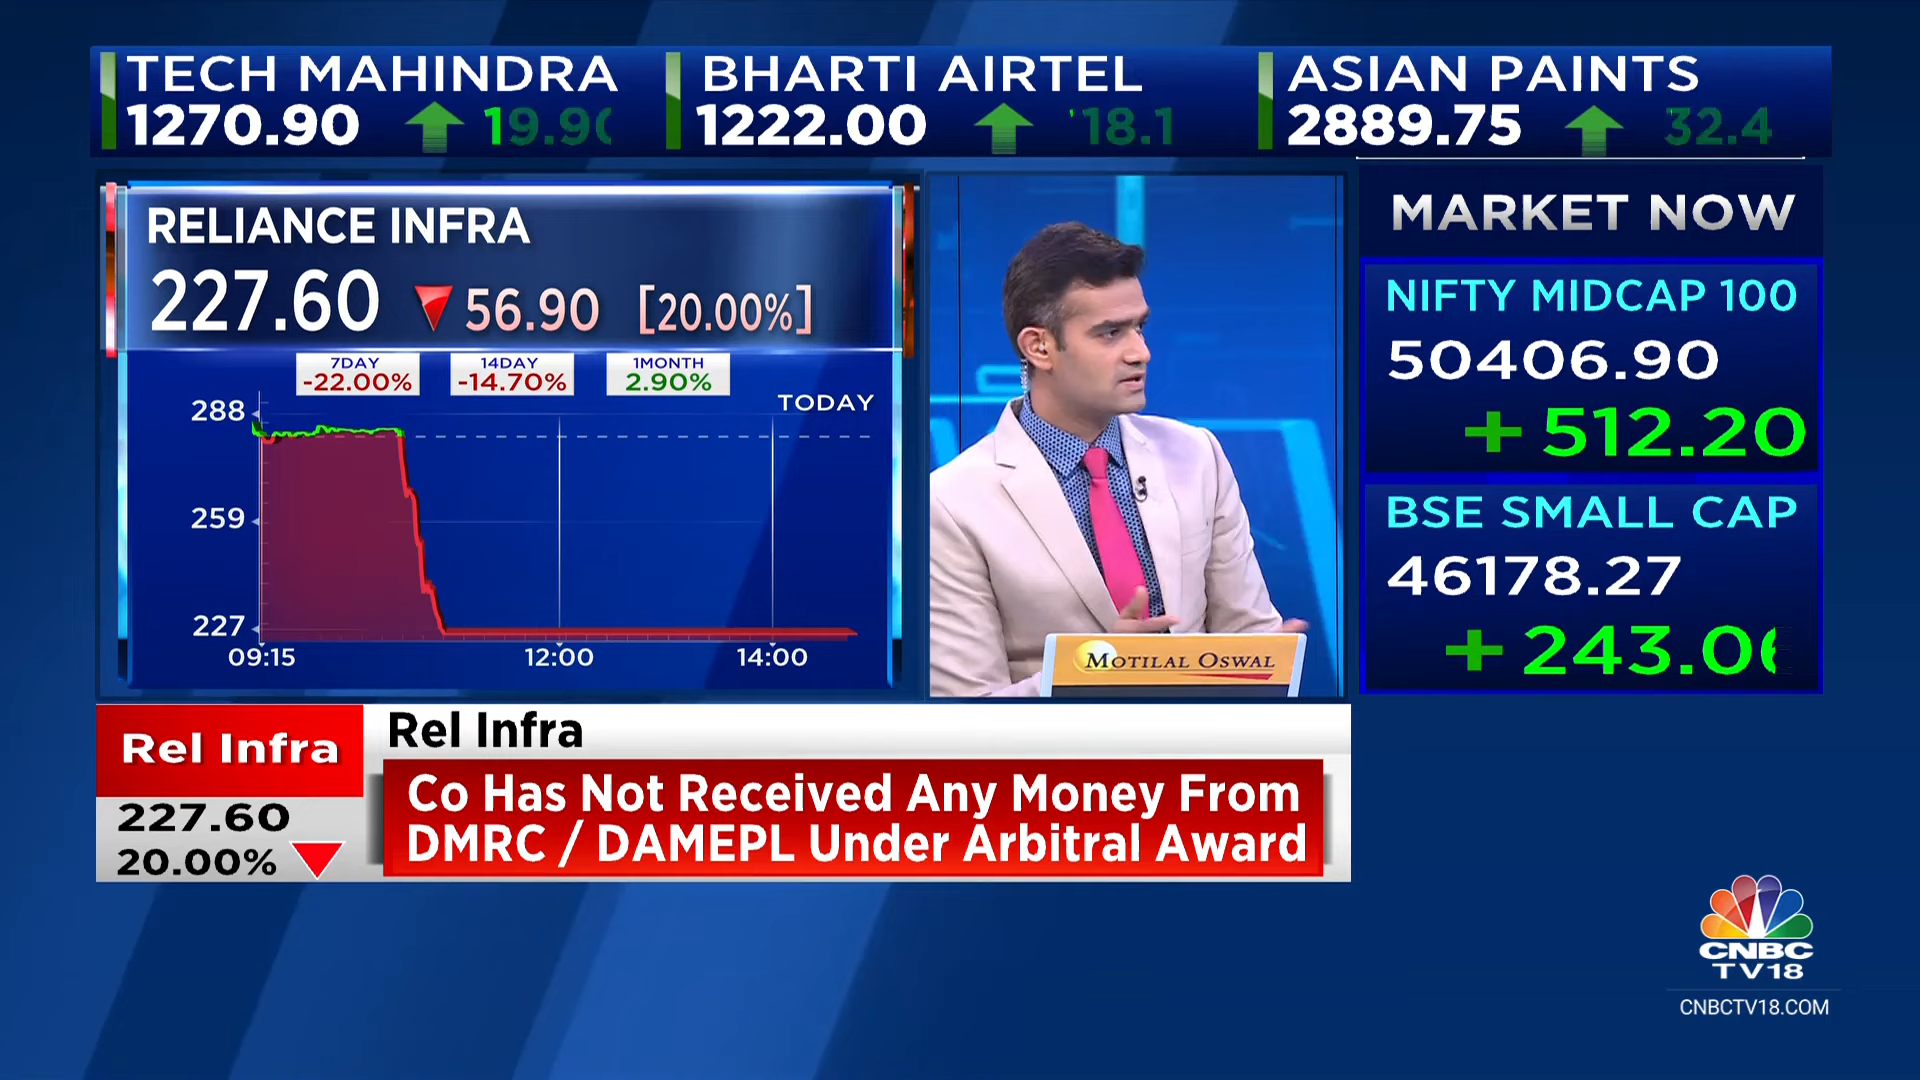 TECH MAHINDRA
1270.90
BHARTI AIRTEL
1222.00 18.1
ASIAN PAINTS
2889.75 32.4
RELIANCE INFRA
227.60 56.90 [20.00%]
7DAY
-22.00%
14DAY
-14.70%
1MONTH
2.90%
TODAY
288
259
227
09:15 12:00 14:00
MOTILAL OSWAL
MARKET NOW
NIFTY MIDCAP 100
50406.90
+ 512.20
BSE SMALL CAP
46178.27
Rel Infra
227.60
20.00%
Rel Infra
Co Has Not Received Any Money From
DMRC / DAMEPL Under Arbitral Award
CNBC
TV18
CNBCTV18.COM